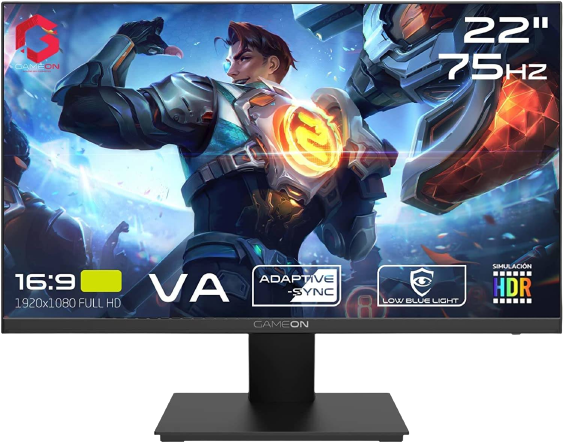 GAMEON
22"
75HZ
16:9
1920x1080 FULL HD
VA
ADAPTIVE
-SYNC
LOW BLUE LIGHT
SIMULACIÓN
HDR
GAMEON